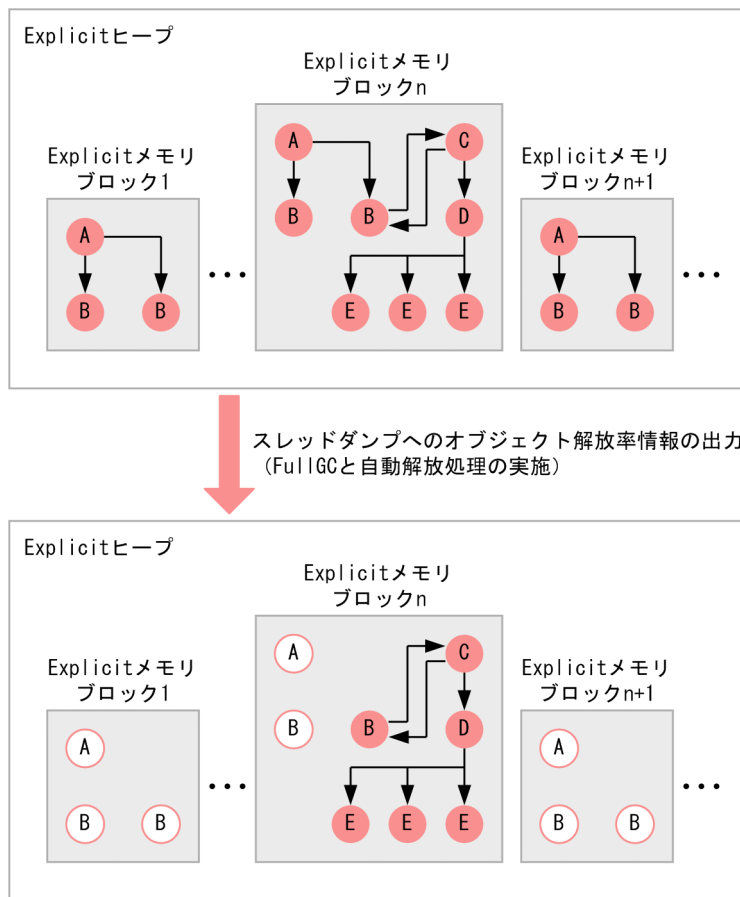 Explicitヒープ
Explicitメモリ
ブロックn
Explicitメモリ
ブロック1
Explicitメモリ
ブロックn+1
A
C
B
B
D
E
E
E
A
B
B
...
A
B
B
...
スレッドダンプへのオブジェクト解放率情報の出力
（FullGCと自動解放処理の実施）
Explicitヒープ
Explicitメモリ
ブロックn
Explicitメモリ
ブロック1
Explicitメモリ
ブロックn+1
A
C
B
B
D
E
E
E
A
B
B
...
A
B
B
...